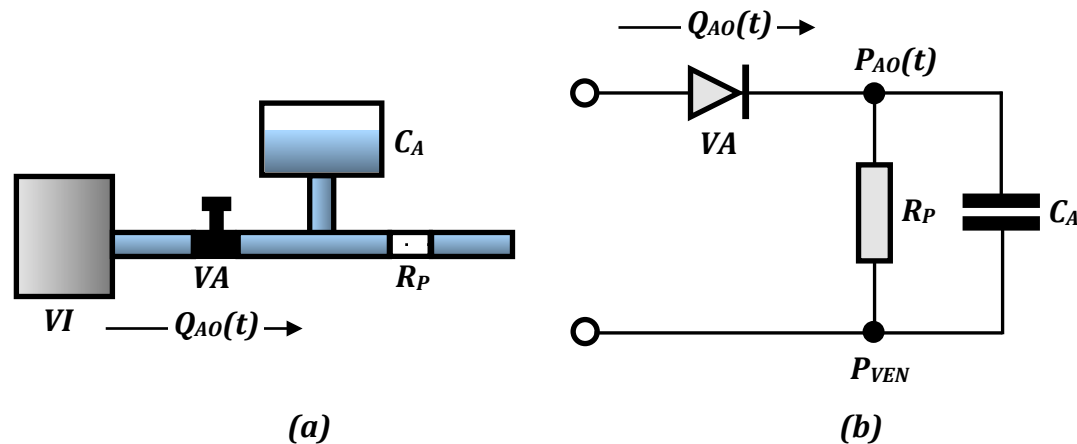 C_A
VA
R_P
VI
Q_AO(t)
(a)
Q_AO(t)
P_AO(t)
VA
R_P
C_A
P_VEN
(b)